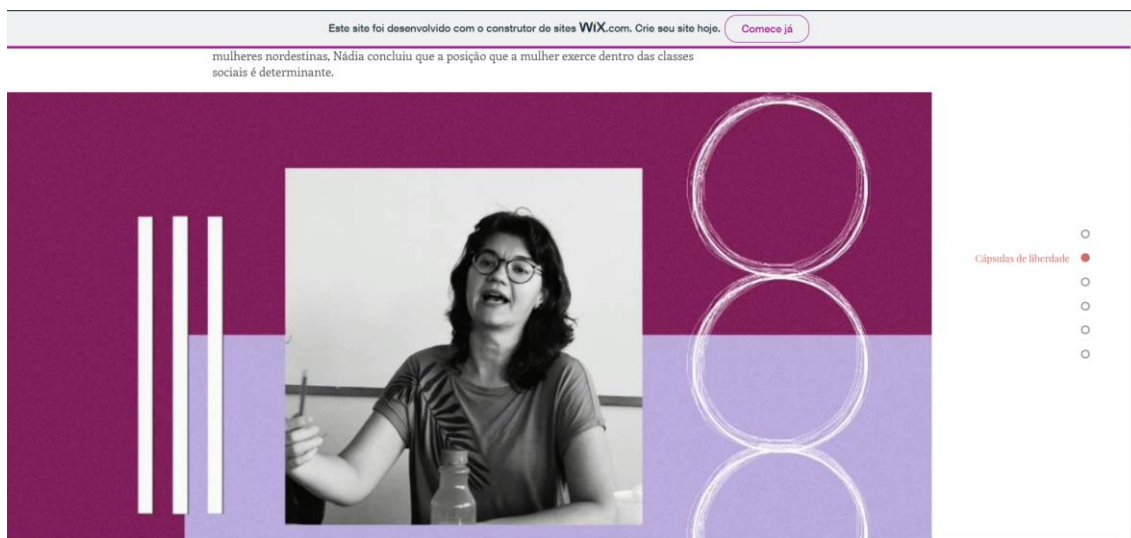 Este site foi desenvolvido com o construtor de sites WiX.com. Crie seu site hoje. Comece já
mulheres nordestinas, Nádia concluiu que a posição que a mulher exerce dentro das classes
sociais é determinante.
Cápsulas de liberdade